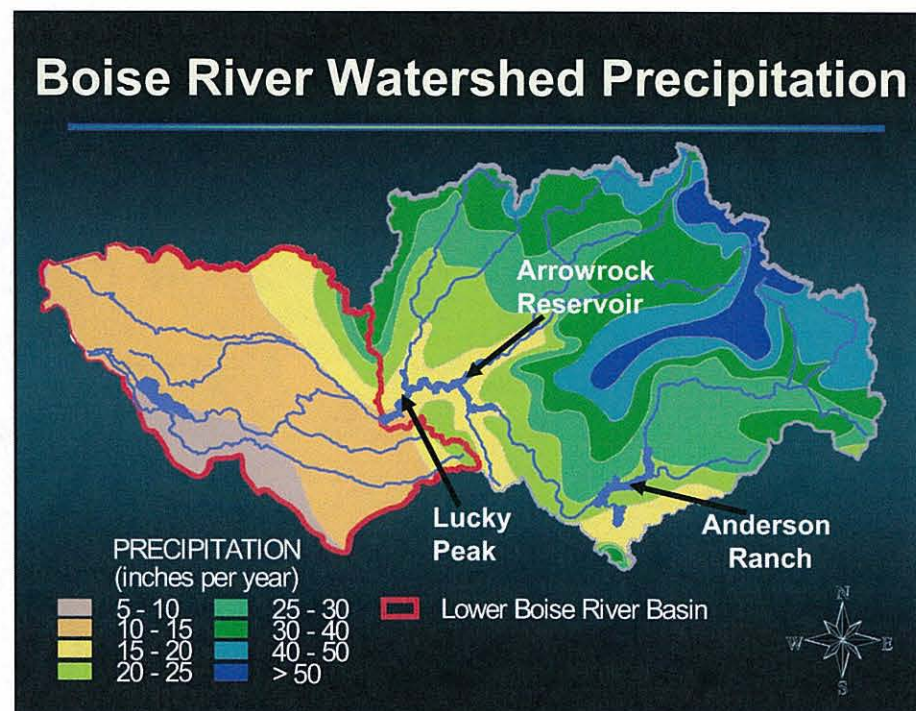 Boise River Watershed Precipitation
Arrowrock
Reservoir
Lucky
Peak
Anderson
Ranch
PRECIPITATION
(inches per year)
5 - 10
10 - 15
15 - 20
20 - 25
25 - 30
30 - 40
40 - 50
> 50
Lower Boise River Basin
N
W E
S